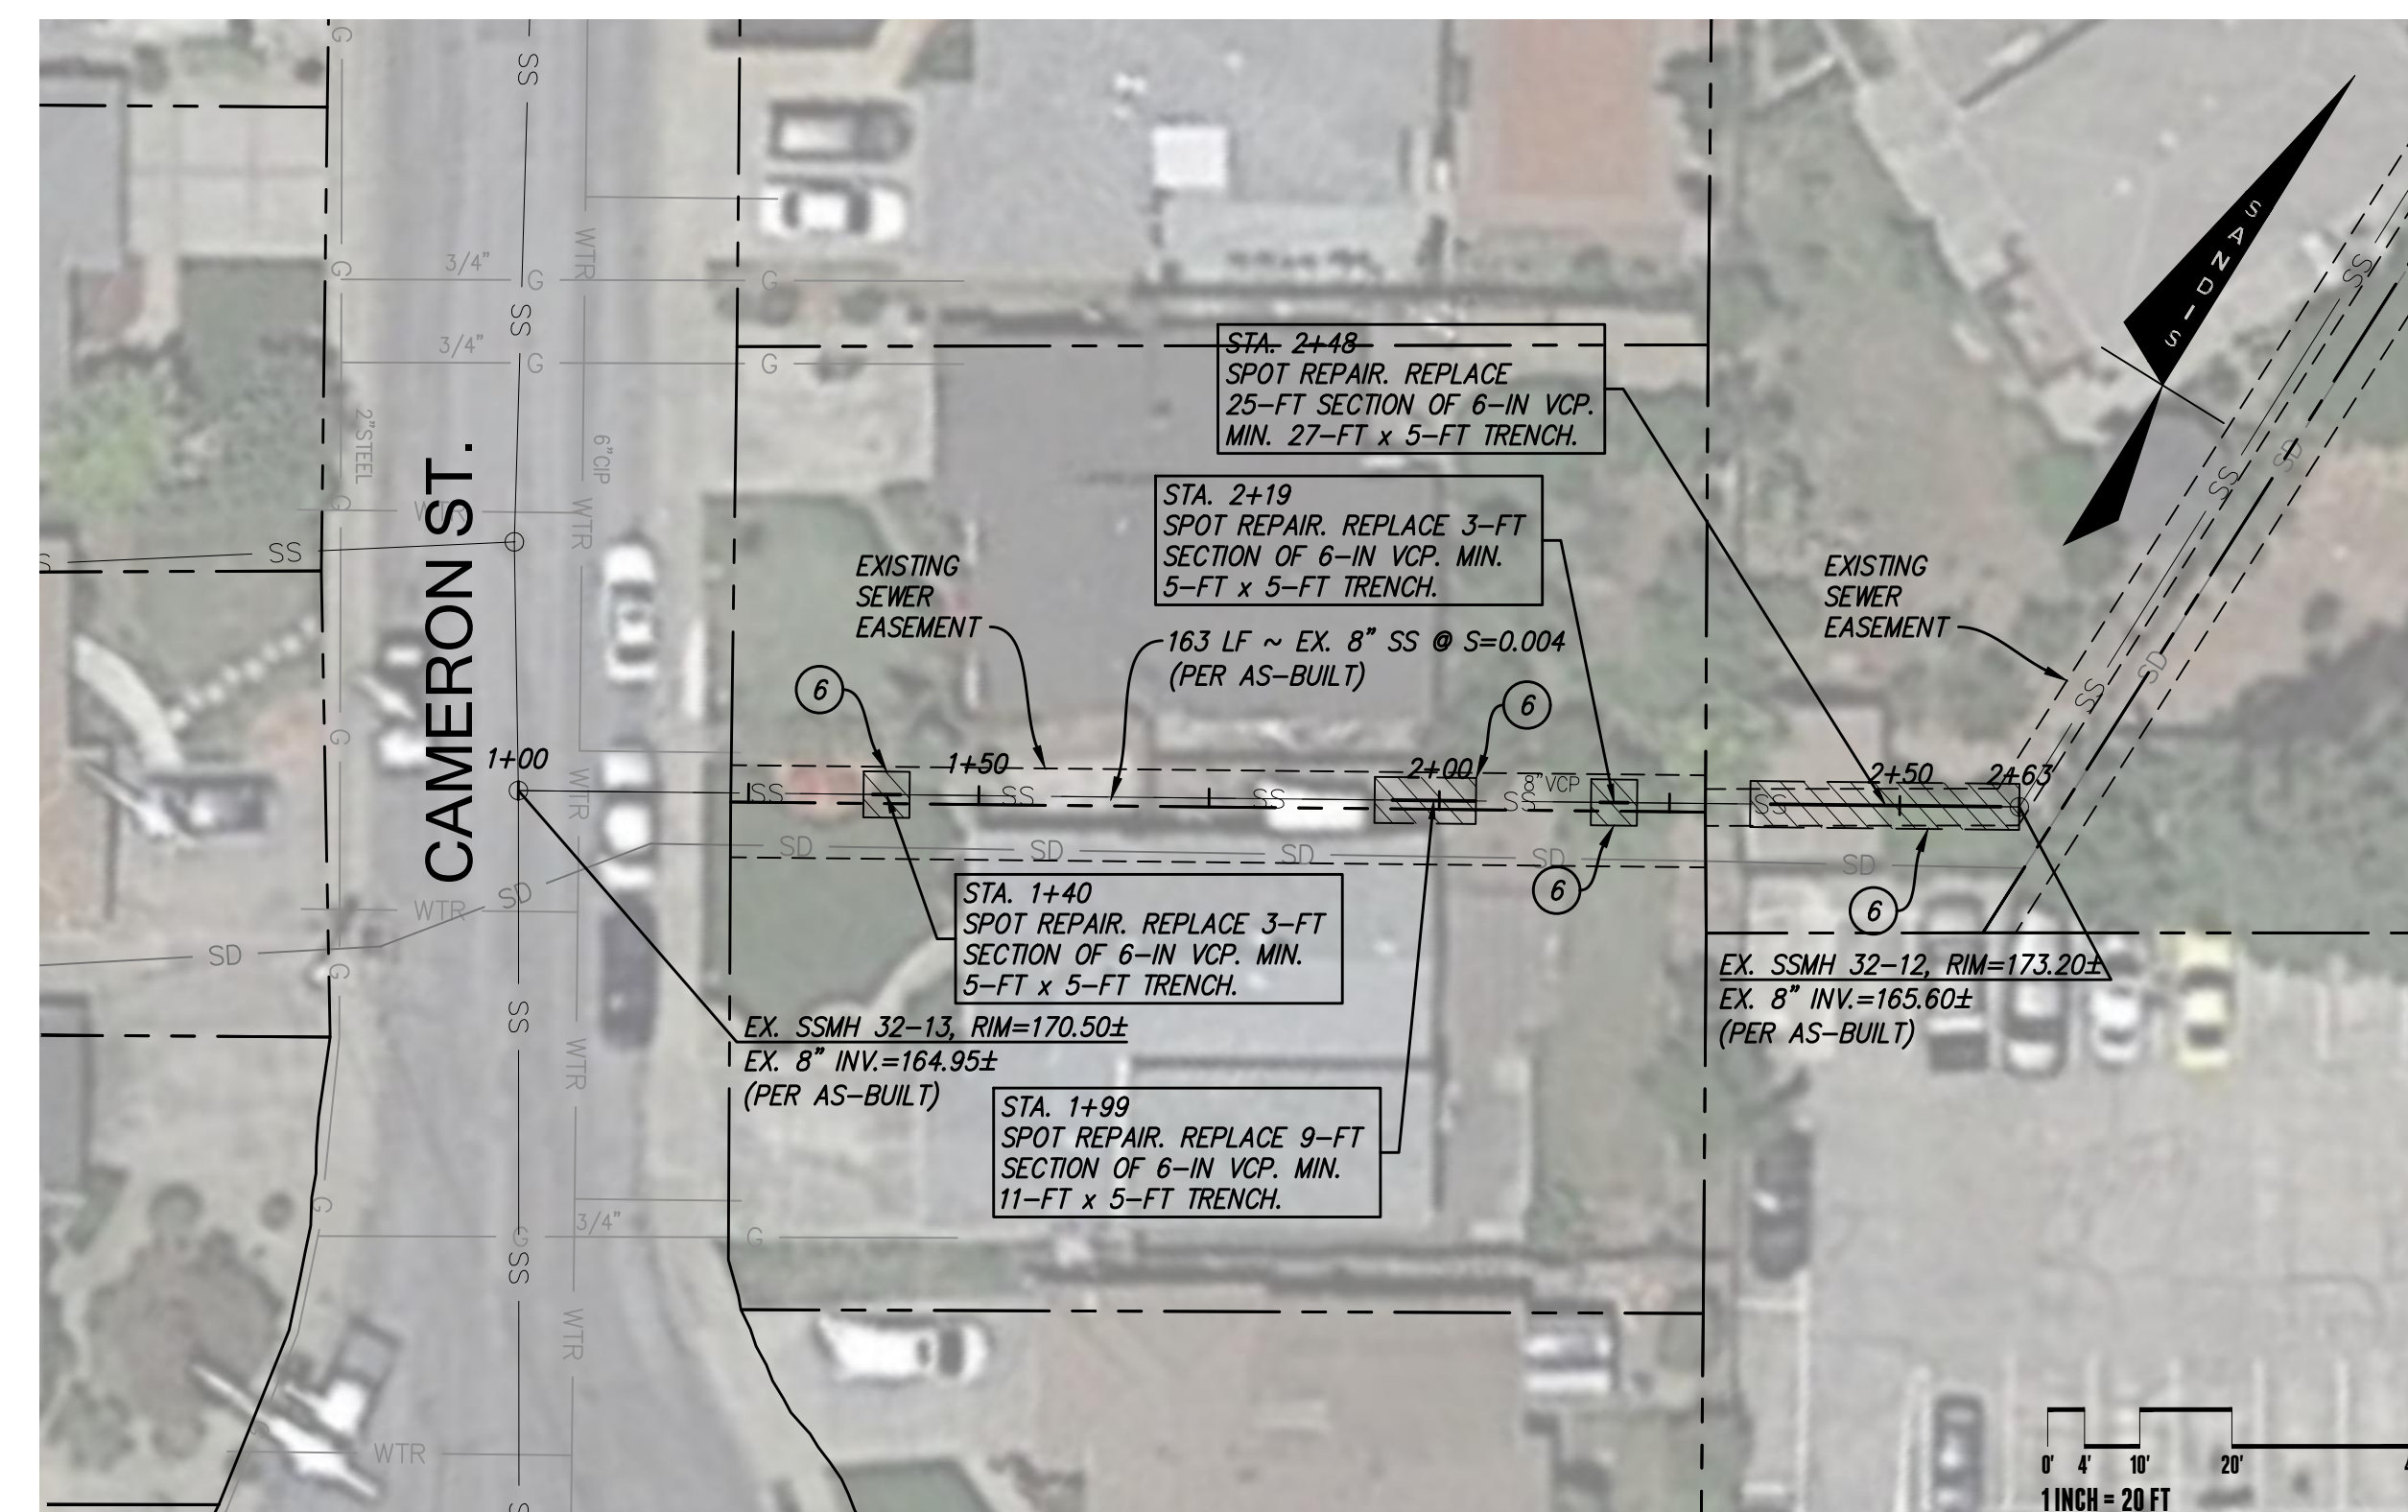 SS
G
SS
G
3/4"
G
WTR
G
SS
3/4"
G
G
2"STEEL
6"CIP
G
WTR
WTR
SS
CAMERON ST.
STA. 2+48
SPOT REPAIR. REPLACE
25-FT SECTION OF 6-IN VCP.
MIN. 27-FT x 5-FT TRENCH.
STA. 2+19
SPOT REPAIR. REPLACE 3-FT
SECTION OF 6-IN VCP. MIN.
5-FT x 5-FT TRENCH.
EXISTING
SEWER
EASEMENT
163 LF ~ EX. 8" SS @ S=0.004
(PER AS-BUILT)
EXISTING
SEWER
EASEMENT
SANDIS
SS
SD
SS
SD
SS
6
6
G
1+00
1+50
2+00
2+50
2+63
WTR
SS
SS
SS
8"VCP
SS
SS
SD
SD
SD
SD
SD
6
6
SD
WTR
SD
G
STA. 1+40
SPOT REPAIR. REPLACE 3-FT
SECTION OF 6-IN VCP. MIN.
5-FT x 5-FT TRENCH.
EX. SSMH 32-12, RIM=173.20±
EX. 8" INV.=165.60±
(PER AS-BUILT)
SS
WTR
EX. SSMH 32-13, RIM=170.50±
EX. 8" INV.=164.95±
(PER AS-BUILT)
STA. 1+99
SPOT REPAIR. REPLACE 9-FT
SECTION OF 6-IN VCP. MIN.
11-FT x 5-FT TRENCH.
G
3/4"
G
G
SS
WTR
WTR
0' 4' 10' 20'
1 INCH = 20 FT